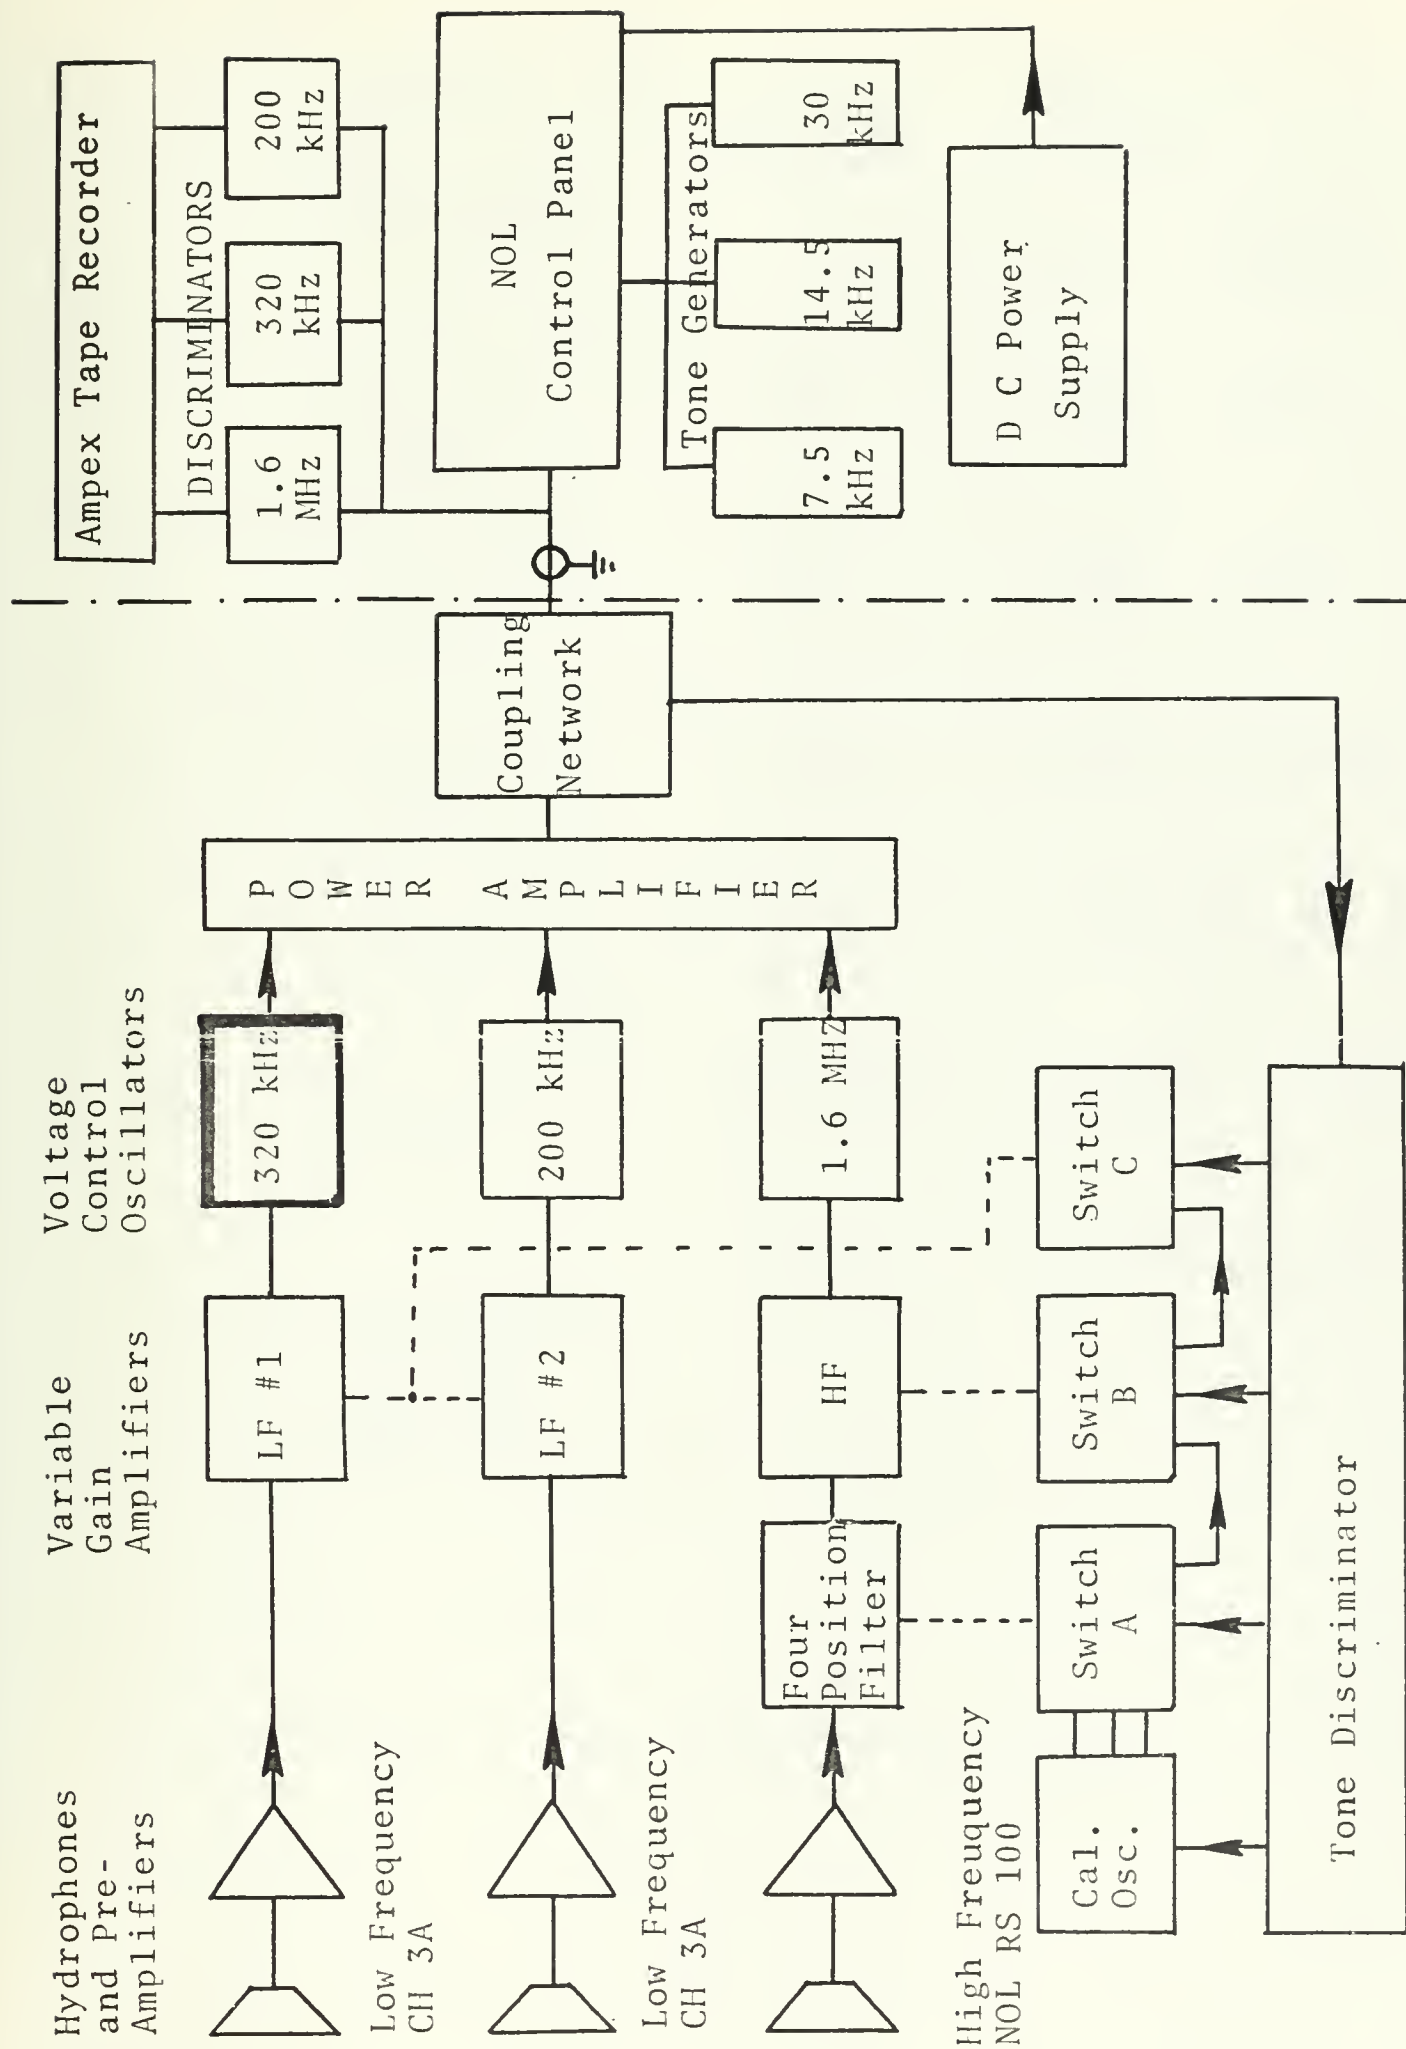 Hydrophones
and Pre-
Amplifiers
Variable
Gain
Amplifiers
Voltage
Control
Oscillators
Low Frequency
CH 3A
LF #1
320 kHz
Low Frequency
CH 3A
LF #2
200 kHz
High Freuquency
NOL RS 100
Four
Position
Filter
HF
1.6 MHZ
POWER AMPLIFIER
Cal.
Osc.
Switch
A
Switch
B
Switch
C
Tone Discriminator
Coupling
Network
Ampex Tape Recorder
DISCRIMINATORS
1.6
MHz
320
kHz
200
kHz
NOL
Control Panel
Tone Generators
7.5
kHz
14.5
kHz
30
kHz
D C Power
Supply